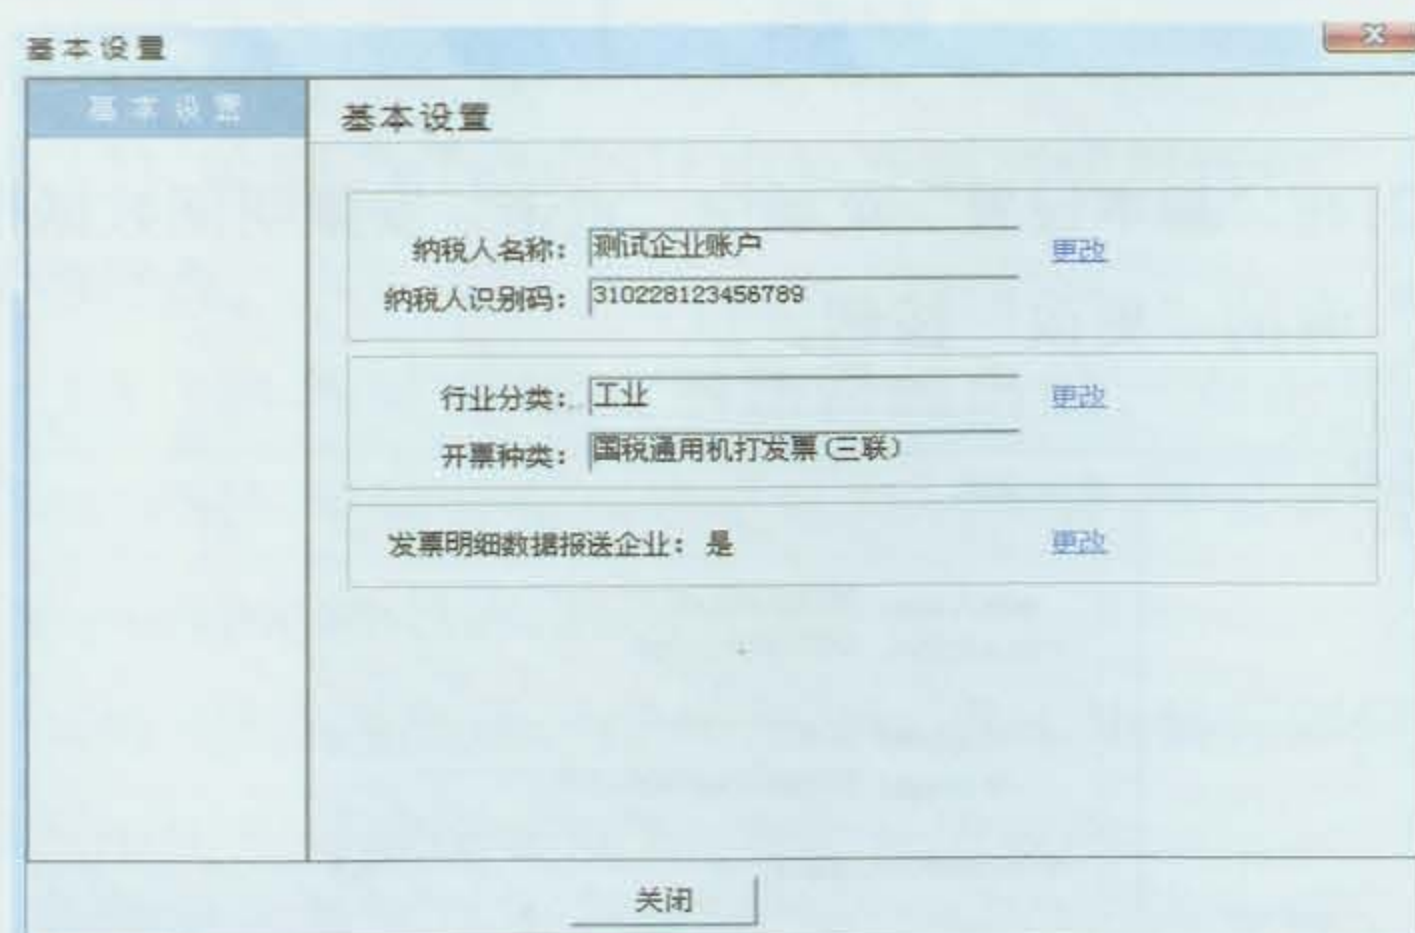 基本设置
基本设置
基本设置
纳税人名称: 测试企业账户 更改
纳税人识别码: 310228123456789
行业分类: 工业 更改
开票种类: 国税通用机打发票(三联)
发票明细数据报送企业: 是 更改
关闭